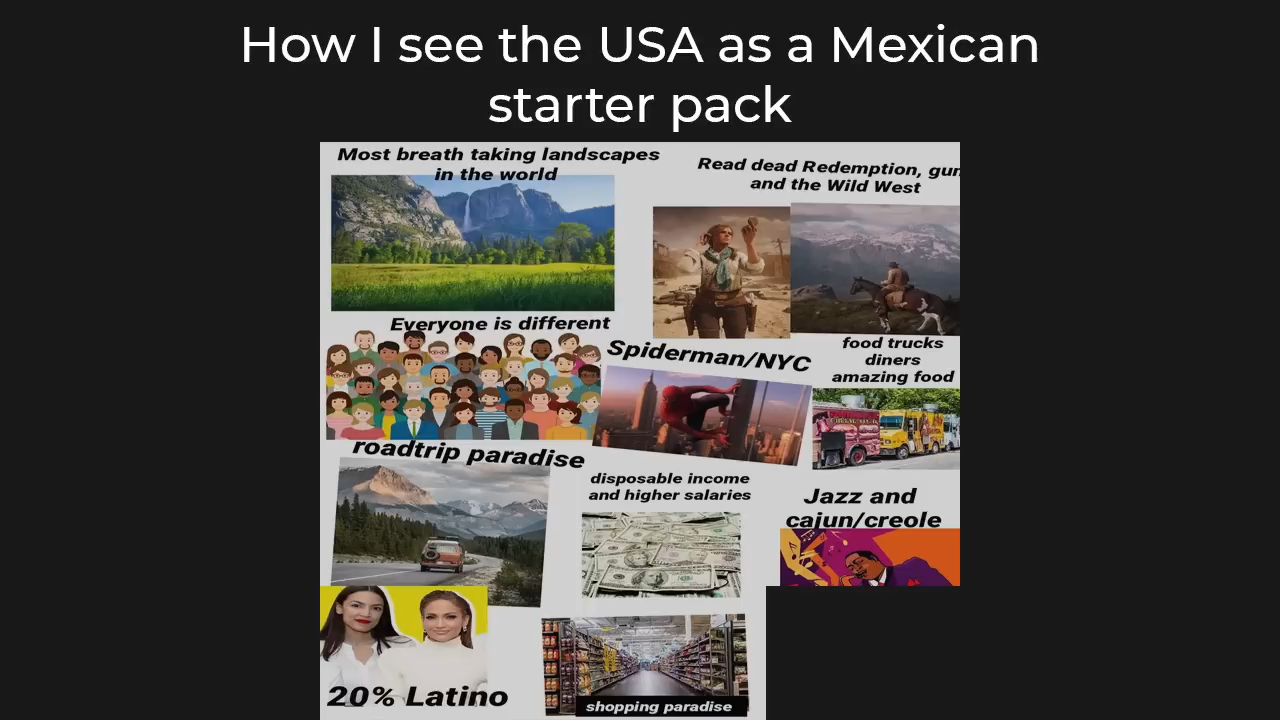 How I see the USA as a Mexican
starter pack
Most breath taking landscapes
in the world
Read dead Redemption, gun
and the Wild West
Everyone is different
Spiderman/NYC
food trucks
diners
amazing food
roadtrip paradise
disposable income
and higher salaries
Jazz and
cajun/creole
20% Latino
shopping paradise